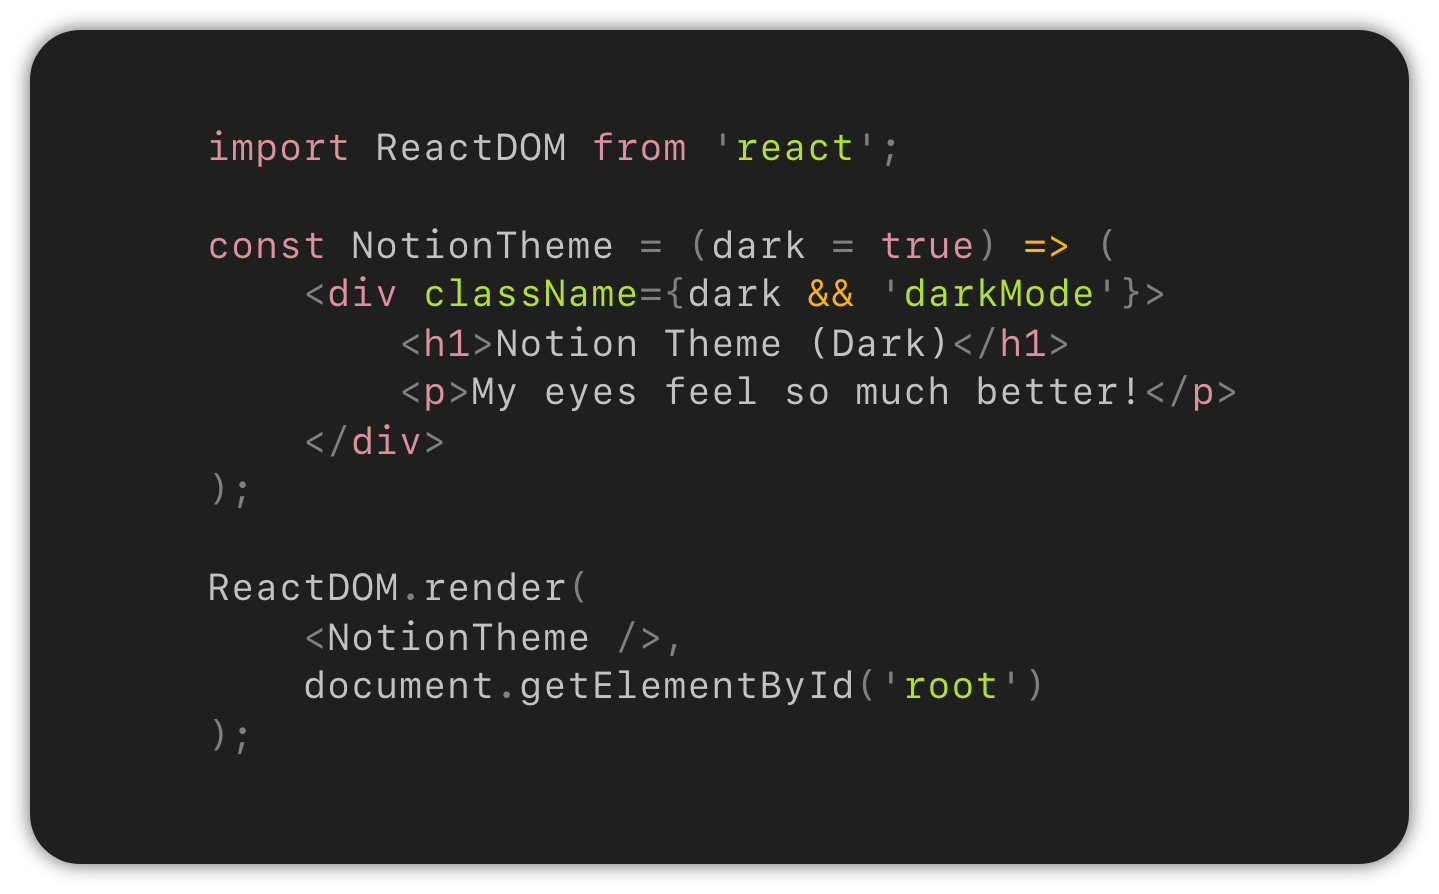 import ReactDOM from 'react';
const NotionTheme = (dark = true) => (
<div className={dark && 'darkMode'}>
<h1>Notion Theme (Dark)</h1>
<p>My eyes feel so much better!</p>
</div>
);
ReactDOM.render(
<NotionTheme />,
document.getElementById('root')
);